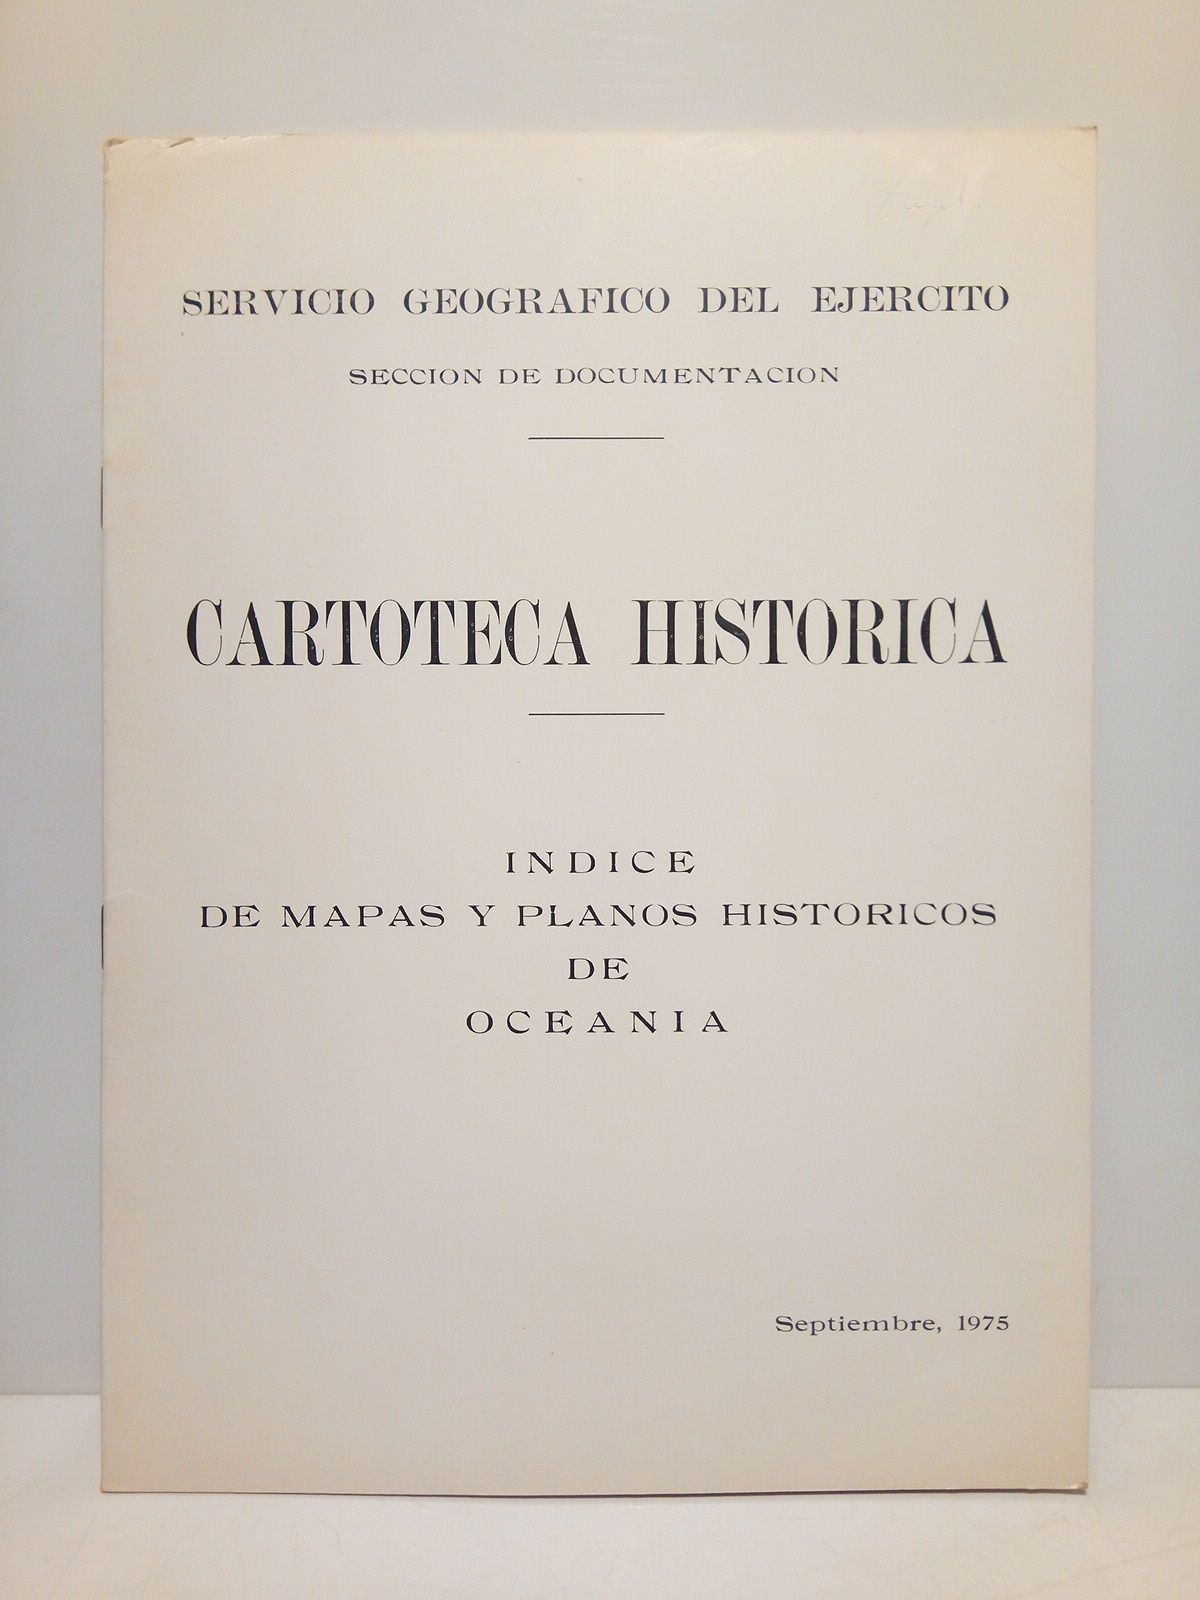 SERVICIO GEOGRAFICO DEL EJERCITO
SECCION DE DOCUMENTACION
CARTOTECA HISTORICA
INDICE
DE MAPAS Y PLANOS HISTORICOS
DE
OCEANIA
Septiembre, 1975